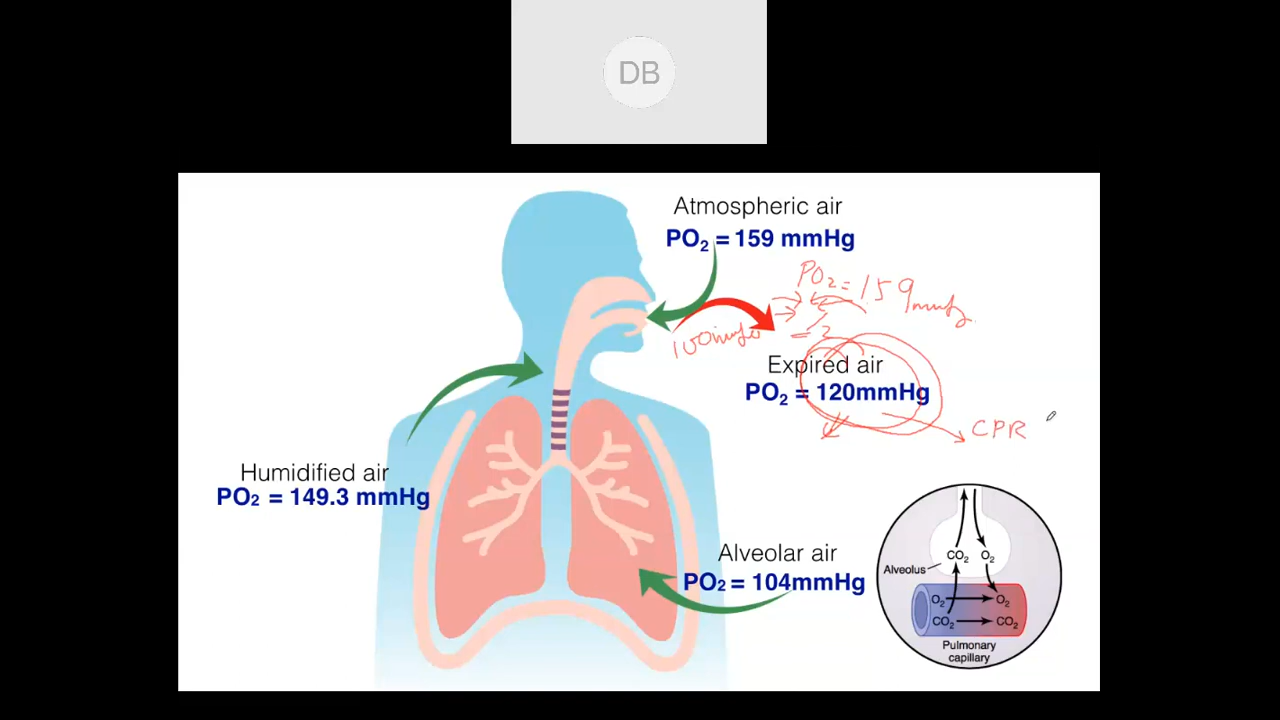 DB
Atmospheric air
PO₂ = 159 mmHg
PO₂ = 159 mmHg
Expired air
PO₂ = 120mmHg
CPR
Humidified air
PO₂ = 149.3 mmHg
Alveolar air
PO₂ = 104mmHg
CO₂ O₂
Alveolus
O₂ O₂
CO₂ CO₂
Pulmonary
capillary